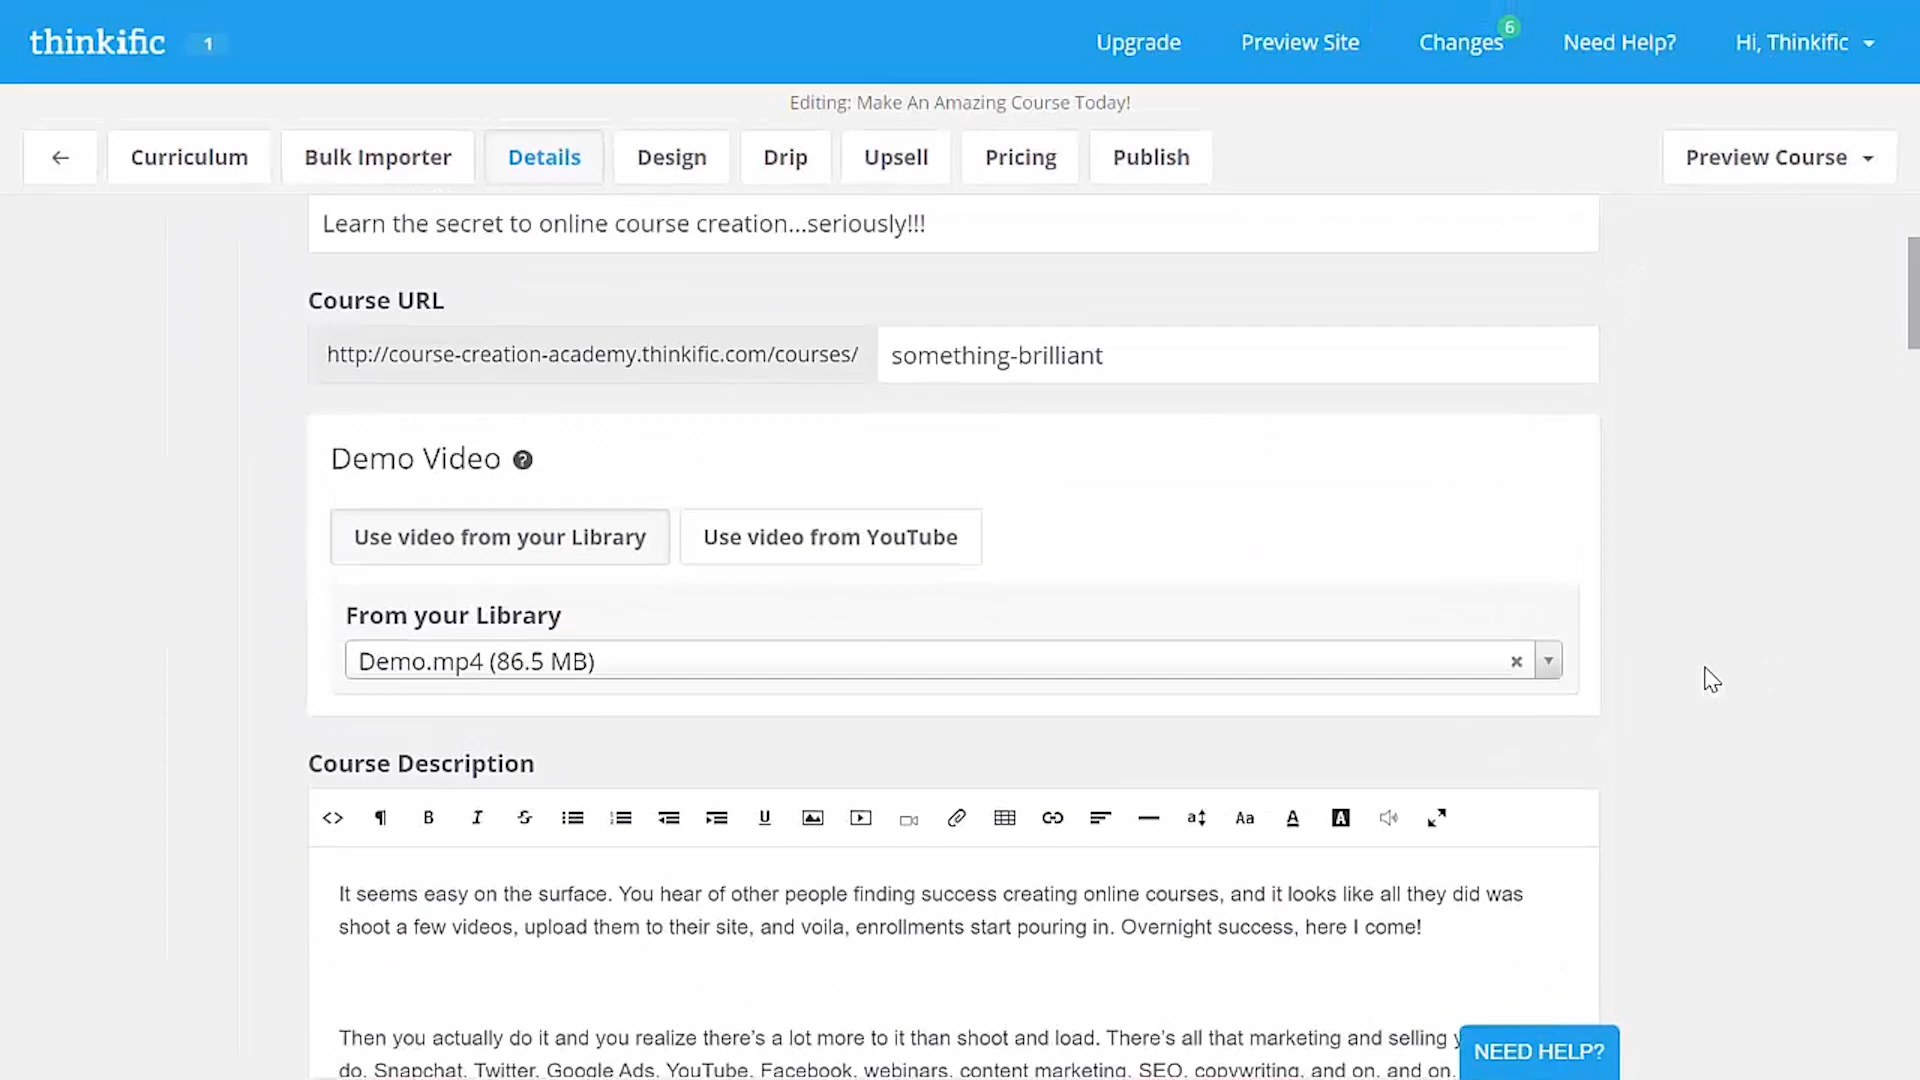 thinkific 1 Upgrade Preview Site Changes 6 Need Help? Hi, Thinkific
Editing: Make An Amazing Course Today!
Curriculum Bulk Importer Details Design Drip Upsell Pricing Publish Preview Course
Learn the secret to online course creation...seriously!!!
Course URL
http://course-creation-academy.thinkific.com/courses/ something-brilliant
Demo Video ?
Use video from your Library Use video from YouTube
From your Library
Demo.mp4 (86.5 MB)
Course Description
It seems easy on the surface. You hear of other people finding success creating online courses, and it looks like all they did was
shoot a few videos, upload them to their site, and voila, enrollments start pouring in. Overnight success, here I come!
Then you actually do it and you realize there's a lot more to it than shoot and load. There's all that marketing and selling
do. Snapchat, Twitter, Google Ads, YouTube, Facebook, webinars, content marketing, SEO, copywriting, and on, and on.
NEED HELP?